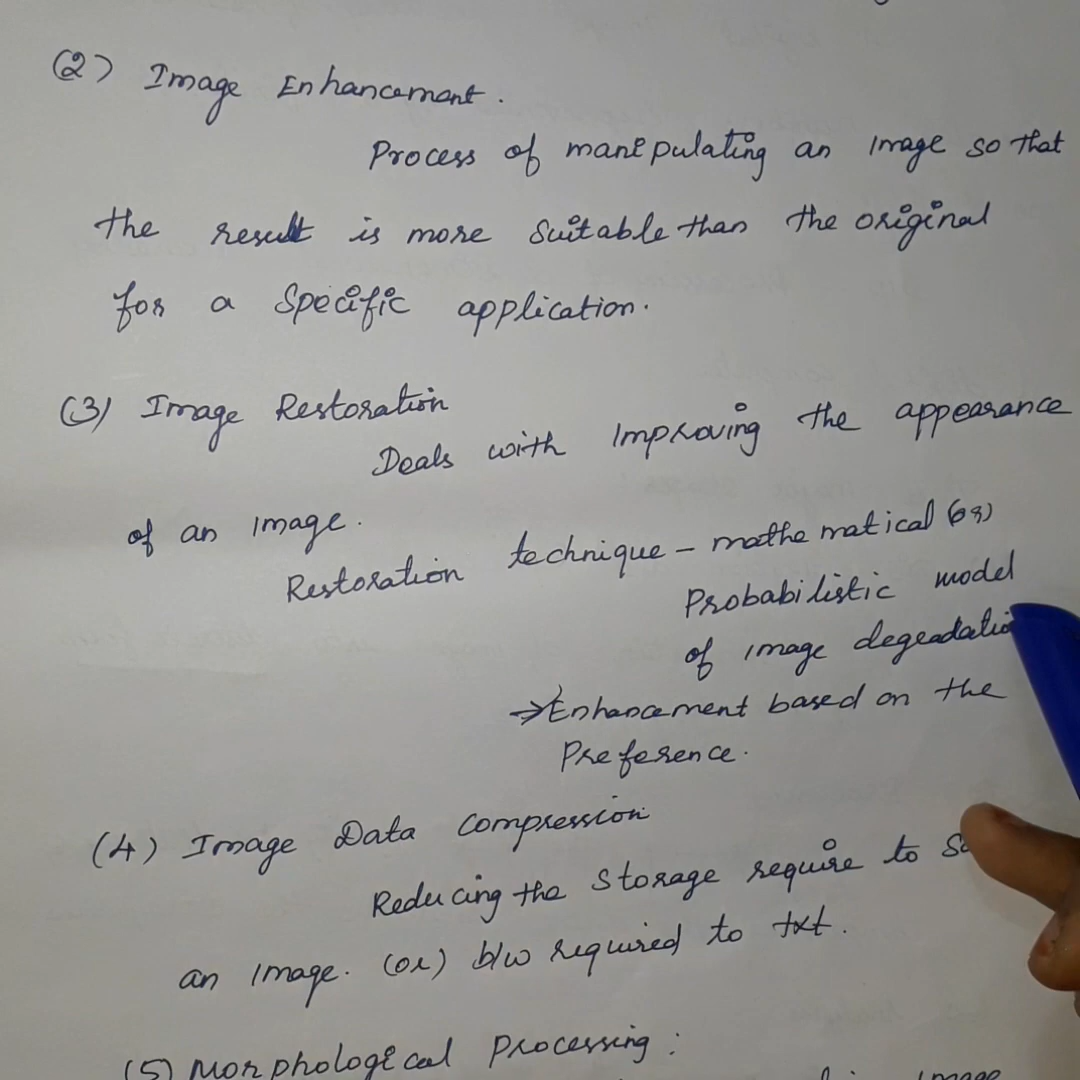 (2) Image Enhancement.
Process of manipulating an image so that
the result is more suitable than the original
for a specific application.
(3) Image Restoration
Deals with Improving the appearance
of an image.
Restoration technique - mathematical (or)
Probabilistic model
of image
→ Enhancement based on the
Preference.
(4) Image Data Compression
Reducing the storage require to
an image. (or) b/w required to txt.
(5) Morphological Processing:
image